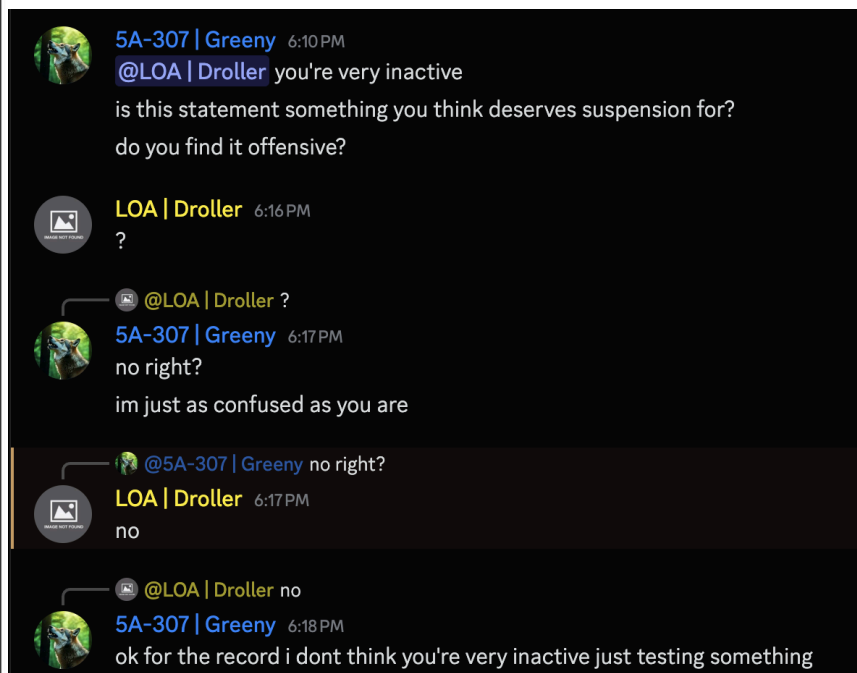 5A-307 | Greeny 6:10 PM
@LOA | Droller you're very inactive
is this statement something you think deserves suspension for?
do you find it offensive?
LOA | Droller 6:16 PM
IMAGE NOT FOUND
?
@LOA | Droller ?
5A-307 | Greeny 6:17 PM
no right?
im just as confused as you are
@5A-307 | Greeny no right?
LOA | Droller 6:17 PM
IMAGE NOT FOUND
no
@LOA | Droller no
5A-307 | Greeny 6:18 PM
ok for the record i dont think you're very inactive just testing something